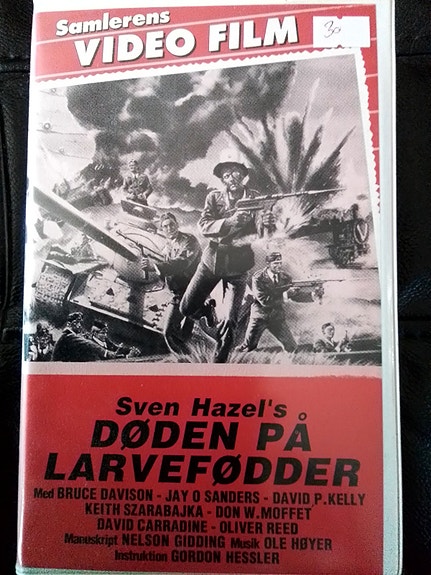 Samlerens
VIDEO FILM
30
Sven Hazel's
DØDEN PÅ
LARVEFØDDER
Med BRUCE DAVISON - JAY O SANDERS - DAVID P. KELLY
KEITH SZARABAJKA - DON W. MOFFET
DAVID CARRADINE - OLIVER REED
Manuskript NELSON GIDDING Musik OLE HØYER
Instruktion GORDON HESSLER